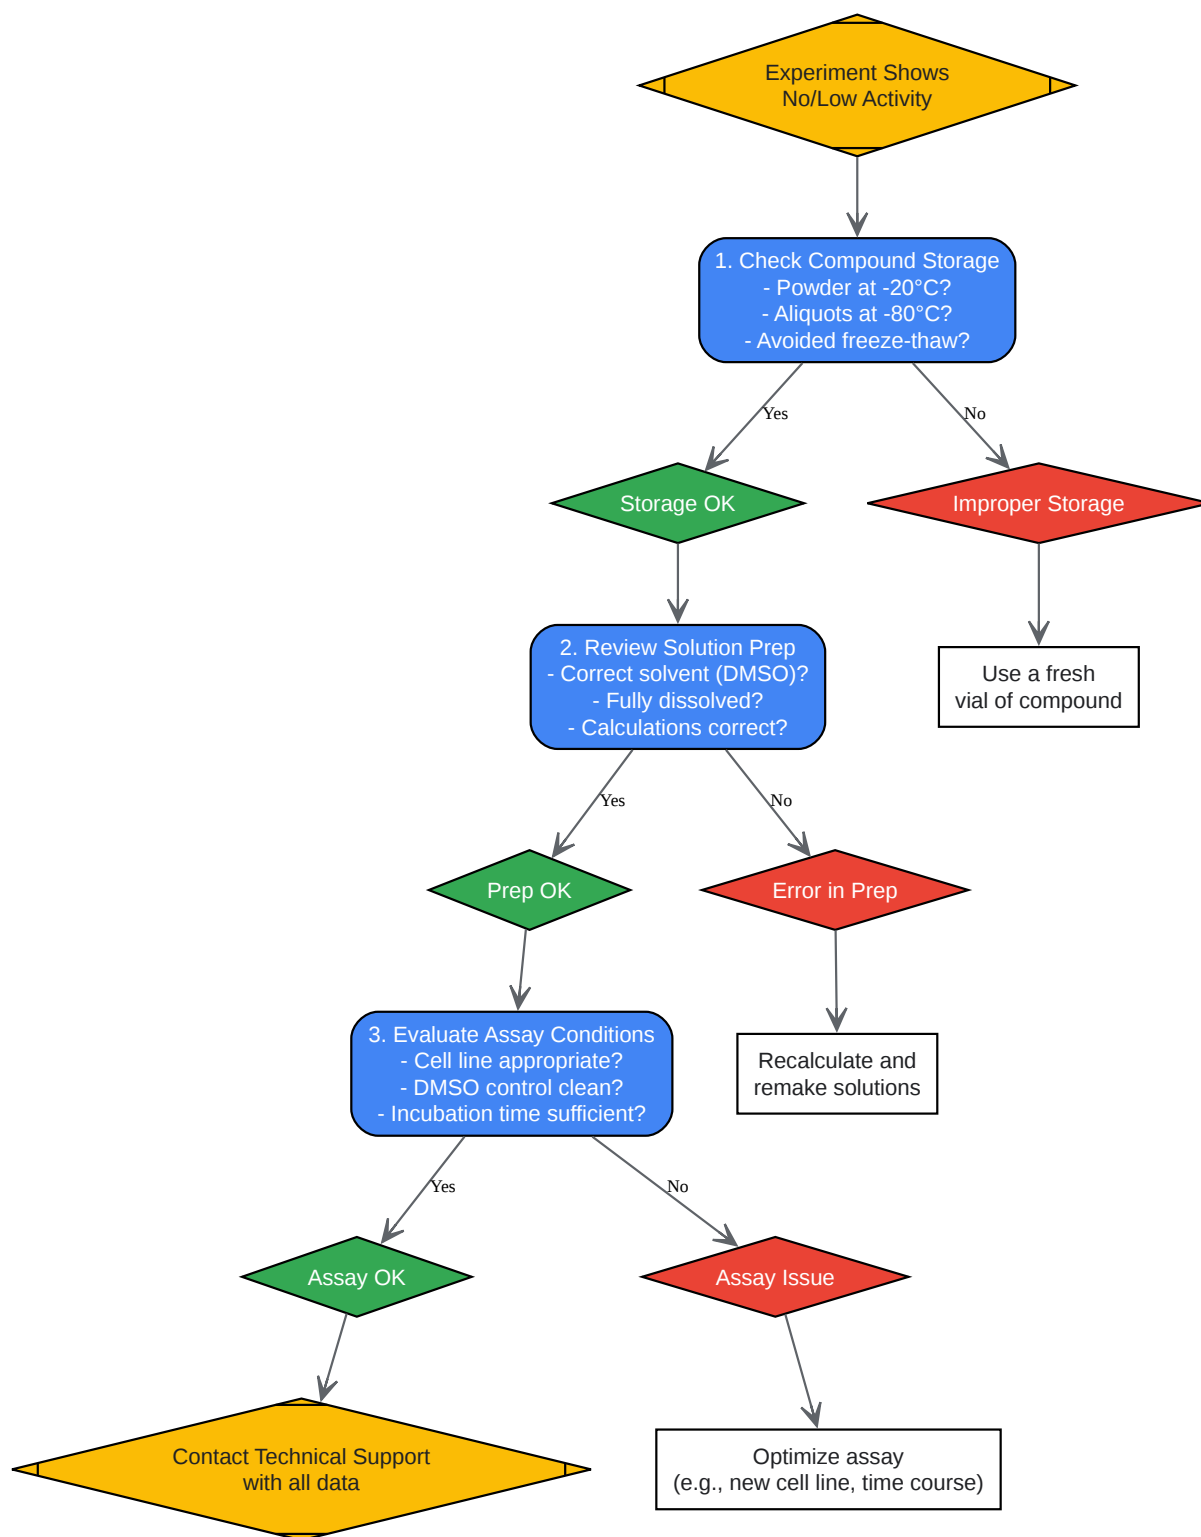 Experiment Shows
No/Low Activity
1. Check Compound Storage
- Powder at -20°C?
- Aliquots at -80°C?
- Avoided freeze-thaw?
Yes
No
Storage OK
Improper Storage
2. Review Solution Prep
- Correct solvent (DMSO)?
- Fully dissolved?
- Calculations correct?
Use a fresh
vial of compound
Yes
No
Prep OK
Error in Prep
3. Evaluate Assay Conditions
- Cell line appropriate?
- DMSO control clean?
- Incubation time sufficient?
Recalculate and
remake solutions
Yes
No
Assay OK
Assay Issue
Contact Technical Support
with all data
Optimize assay
(e.g., new cell line, time course)